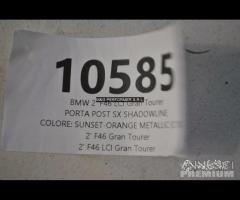 10585
BMW 2' F46 LCI Gran Tourer
PORTA POST SX SHADOWLINE
COLORE: SUNSET-ORANGE METALLIC
2' F46 Gran Tourer
2' F46 LCI Gran Tourer
PREMIUM